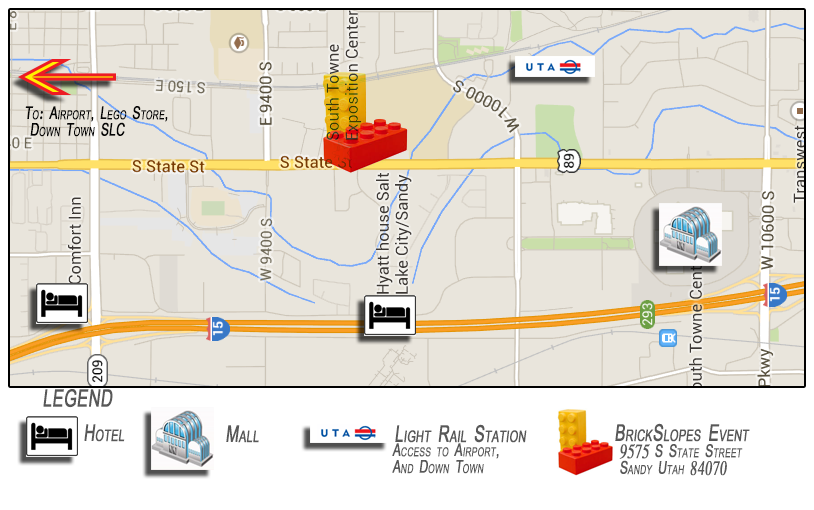 S 150 E
E 9400 S
South Towne
Exposition Center
W 10000 S
UTA
To: Airport, Lego Store,
Down Town SLC
0 E
S State St
S State St
89
Transwest
Comfort Inn
W 9400 S
Hyatt house Salt
Lake City/Sandy
W 10600 S
15
15
293
outh Towne Cent
Pkwy
209
LEGEND
Hotel
Mall
UTA
Light Rail Station
Access to Airport,
And Down Town
BrickSlopes Event
9575 S State Street
Sandy Utah 84070